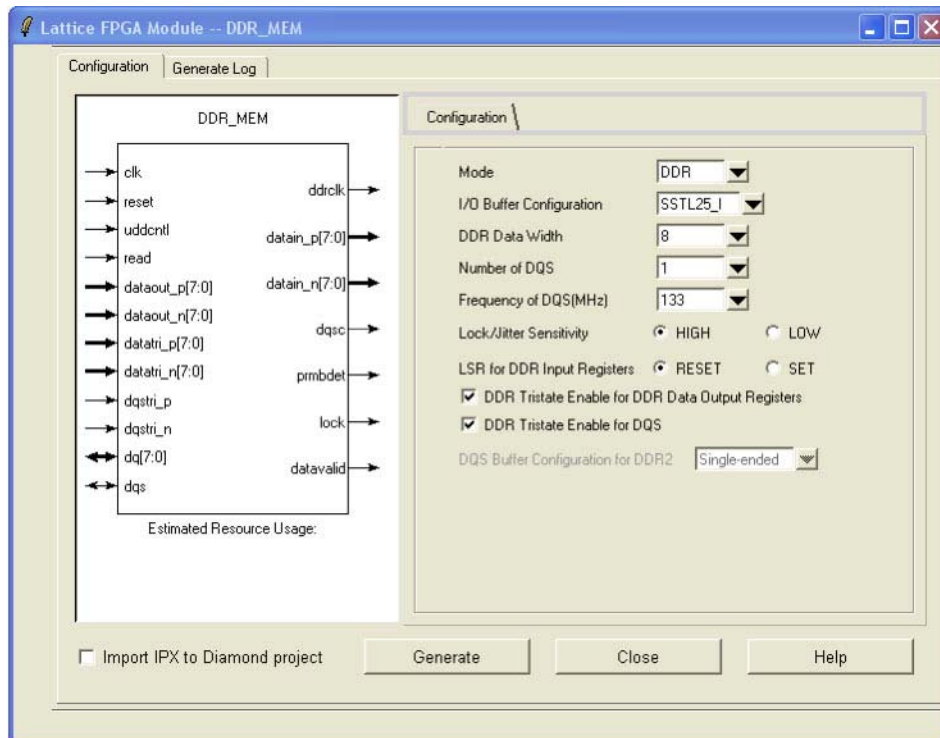 Lattice FPGA Module -- DDR_MEM
Configuration
Generate Log
DDR_MEM
clk
reset
uddcntl
read
dataout_p[7:0]
dataout_n[7:0]
datatri_p[7:0]
datatri_n[7:0]
dqstri_p
dqstri_n
dq[7:0]
dqs
ddrclk
datain_p[7:0]
datain_n[7:0]
dqsc
prmbdet
lock
datavalid
Estimated Resource Usage:
Configuration
Mode DDR
I/O Buffer Configuration SSTL25_I
DDR Data Width 8
Number of DQS 1
Frequency of DQS(MHz) 133
Lock/Jitter Sensitivity HIGH LOW
LSR for DDR Input Registers RESET SET
DDR Tristate Enable for DDR Data Output Registers
DDR Tristate Enable for DQS
DQS Buffer Configuration for DDR2 Single-ended
Import IPX to Diamond project
Generate
Close
Help